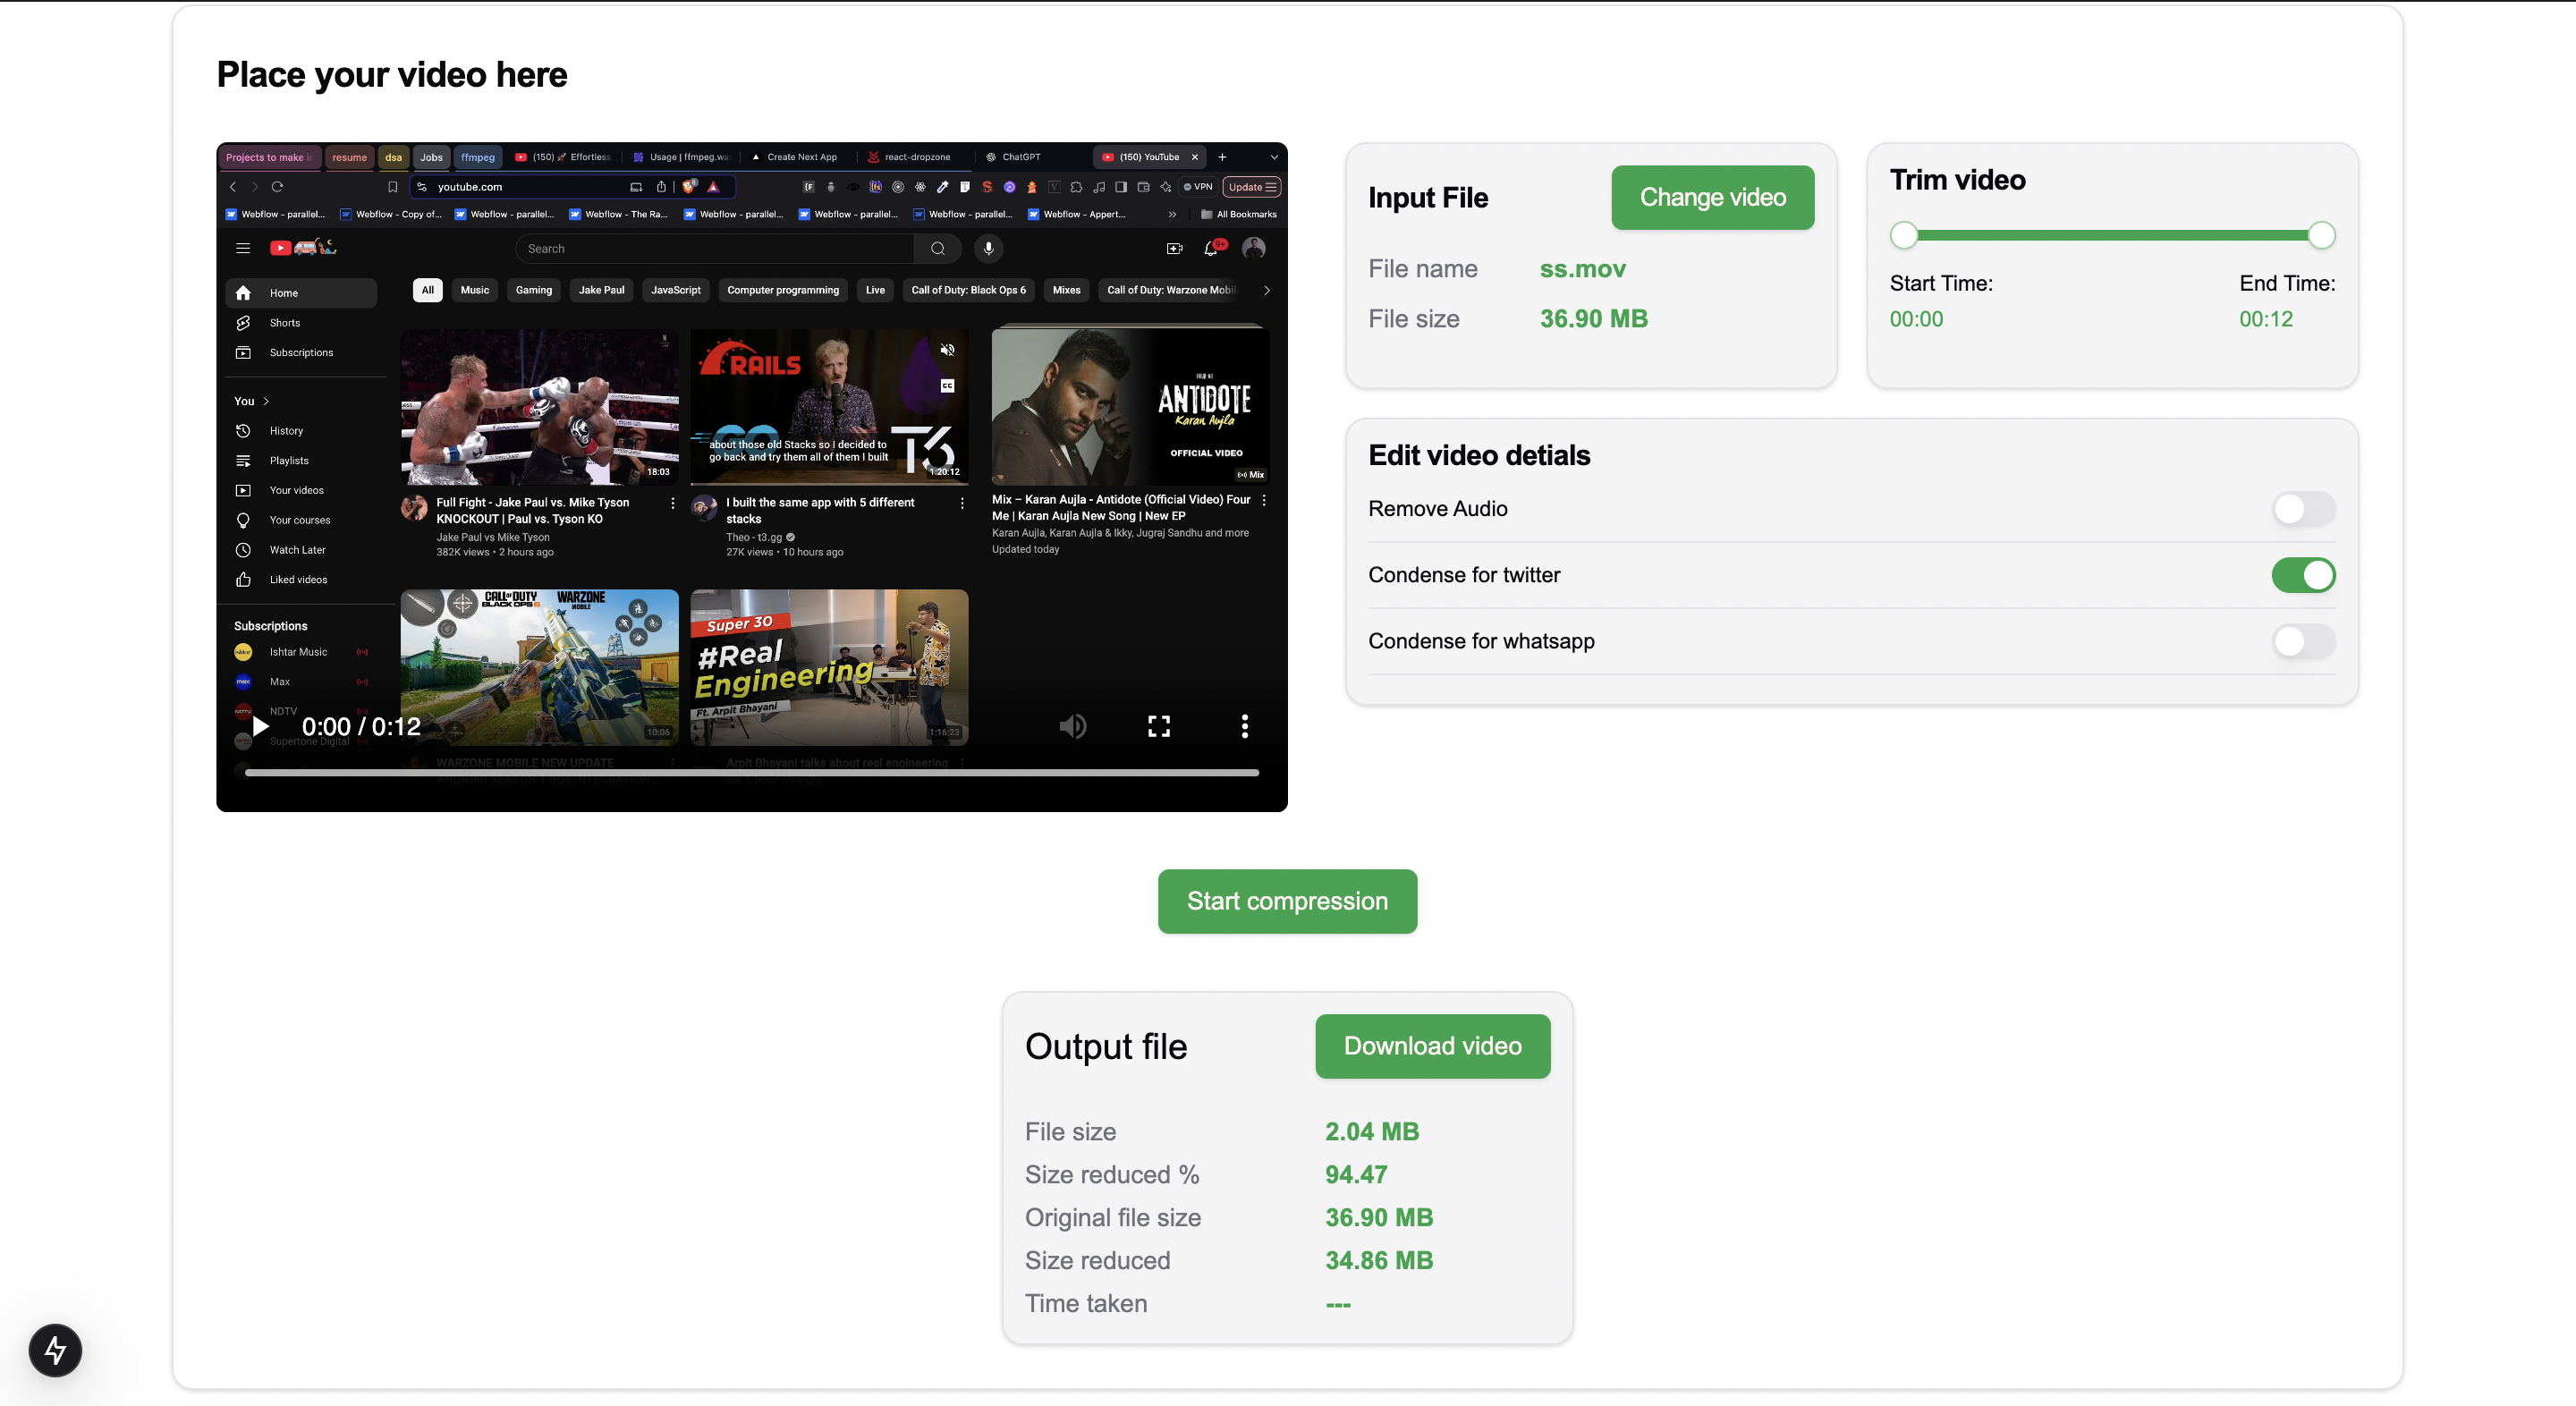 Place your video here
Projects to make in
resume
dsa
Jobs
ffmpeg
(150) 🚀 Effortless
Usage | ffmpeg.wa
Create Next App
react-dropzone
ChatGPT
(150) YouTube
youtube.com
VPN
Update
Webflow - parallel...
Webflow - Copy of...
Webflow - parallel...
Webflow - The Ra...
Webflow - parallel...
Webflow - parallel...
Webflow - parallel...
Webflow - Appert...
All Bookmarks
Search
9+
Home
Shorts
Subscriptions
You
History
Playlists
Your videos
Your courses
Watch Later
Liked videos
Subscriptions
Ishtar Music
Max
NDTV
Supertone Digital
All
Music
Gaming
Jake Paul
JavaScript
Computer programming
Live
Call of Duty: Black Ops 6
Mixes
Call of Duty: Warzone Mobil
18:03
Full Fight - Jake Paul vs. Mike Tyson
KNOCKOUT | Paul vs. Tyson KO
Jake Paul vs Mike Tyson
382K views • 2 hours ago
RAILS
CC
GO
about those old Stacks so I decided to
go back and try them all of them I built
T3
1:20:12
I built the same app with 5 different
stacks
Theo - t3.gg
27K views • 10 hours ago
FOUR ME
ANTIDOTE
Karan Aujla
OFFICIAL VIDEO
Mix
Mix – Karan Aujla - Antidote (Official Video) Four
Me | Karan Aujla New Song | New EP
Karan Aujla, Karan Aujla & Ikky, Jugraj Sandhu and more
Updated today
CALL OF DUTY
BLACK OPS 6
WARZONE
MOBILE
10:06
WARZONE MOBILE NEW UPDATE
Super 30
#Real
Engineering
Ft. Arpit Bhayani
1:16:23
Arpit Bhayani talks about real engineering
for 1 hour straight
0:00 / 0:12
Input File
Change video
File name
ss.mov
File size
36.90 MB
Trim video
Start Time:
End Time:
00:00
00:12
Edit video detials
Remove Audio
Condense for twitter
Condense for whatsapp
Start compression
Output file
Download video
File size
2.04 MB
Size reduced %
94.47
Original file size
36.90 MB
Size reduced
34.86 MB
Time taken
---